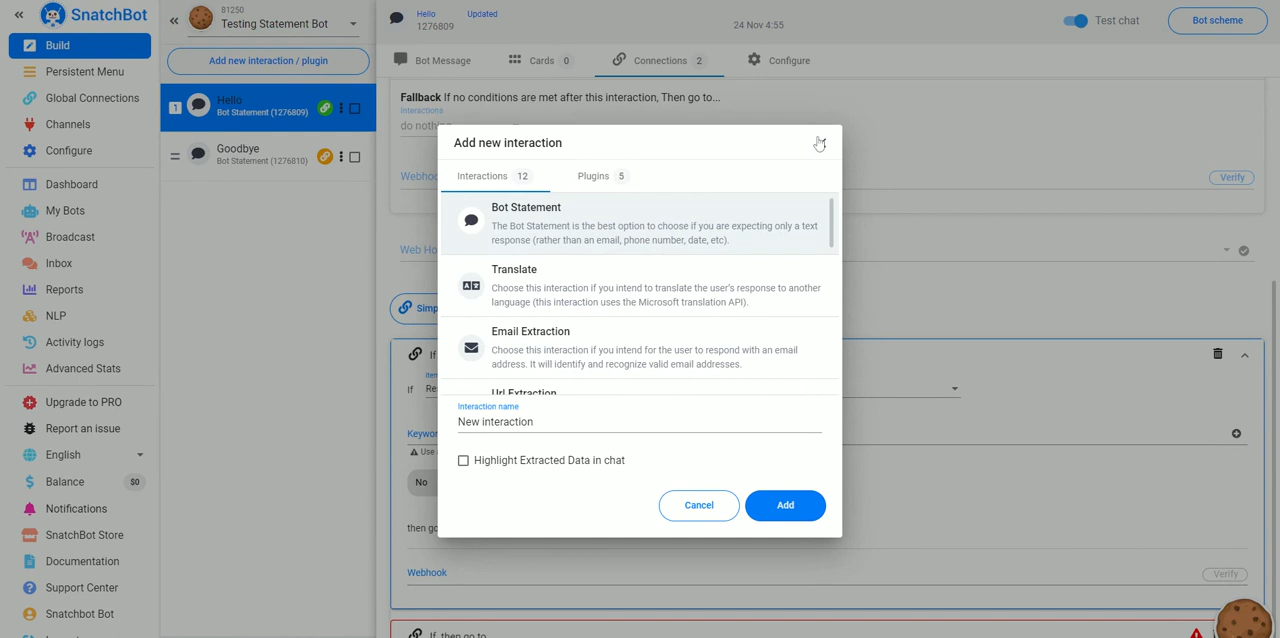 SnatchBot
Build
Persistent Menu
Global Connections
Channels
Configure
Dashboard
My Bots
Broadcast
Inbox
Reports
NLP
Activity logs
Advanced Stats
Upgrade to PRO
Report an issue
English
Balance $0
Notifications
SnatchBot Store
Documentation
Support Center
Snatchbot Bot
81250
Testing Statement Bot
Add new interaction / plugin
1 Hello
Bot Statement (1276809)
Goodbye
Bot Statement (1276810)
Hello Updated
1276809
24 Nov 4:55
Test chat
Bot scheme
Bot Message
Cards 0
Connections 2
Configure
Fallback If no conditions are met after this interaction, Then go to...
Interactions
do nothing
Webho
Verify
Web Ho
Simp
If
If Re
Keywor
Use
No
then go
Webhook
Verify
If, then go to
Add new interaction
Interactions 12
Plugins 5
Bot Statement
The Bot Statement is the best option to choose if you are expecting only a text
response (rather than an email, phone number, date, etc).
Translate
Choose this interaction if you intend to translate the user's response to another
language (this interaction uses the Microsoft translation API).
Email Extraction
Choose this interaction if you intend for the user to respond with an email
address. It will identify and recognize valid email addresses.
Url Extraction
Interaction name
New interaction
Highlight Extracted Data in chat
Cancel
Add